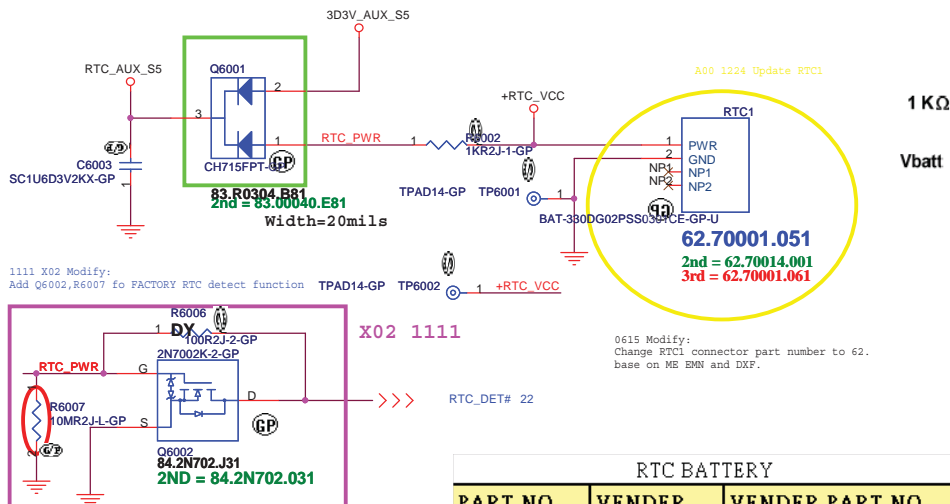 3D3V_AUX_S5
RTC_AUX_S5
Q6001
2
3
1
RTC_PWR
CH715FPT-GP
GP
83.R0304.B81
2nd = 83.00040.E81
Width=20mils
C6003
SC1U6D3V2KX-GP
1
+RTC_VCC
1
R6002
1KR2J-1-GP
TPAD14-GP TP6001
1
A00 1224 Update RTC1
RTC1
1
2
NP1
NP2
PWR
GND
NP1
NP2
62.70001.051
2nd = 62.70014.001
3rd = 62.70001.061
1 KΩ
Vbatt
1111 X02 Modify:
Add Q6002,R6007 fo FACTORY RTC detect function
TPAD14-GP TP6002
1
+RTC_VCC
X02 1111
R6006
1
DY
100R2J-2-GP
2N7002K-2-GP
RTC_PWR
G
D
S
R6007
10MR2J-L-GP
GP
Q6002
84.2N702.J31
2ND = 84.2N702.031
RTC_DET# 22
0615 Modify:
Change RTC1 connector part number to 62.
base on ME EMN and DXF.
RTC BATTERY
PART NO
VENDER
VENDER PART NO